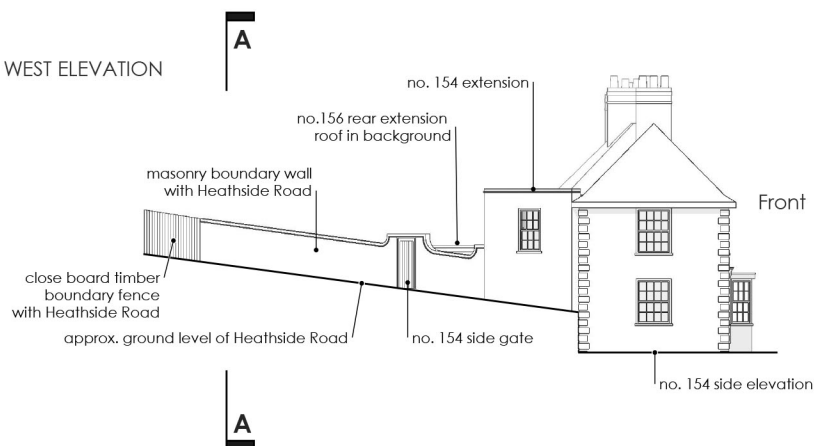 A
WEST ELEVATION
no. 154 extension
no.156 rear extension
roof in background
masonry boundary wall
with Heathside Road
Front
close board timber
boundary fence
with Heathside Road
approx. ground level of Heathside Road
no. 154 side gate
no. 154 side elevation
A